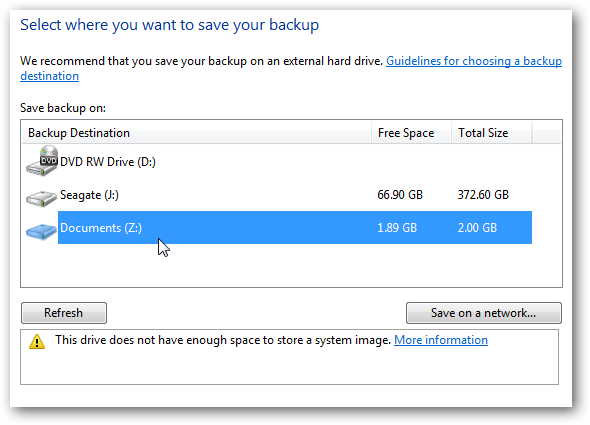 Select where you want to save your backup
We recommend that you save your backup on an external hard drive. Guidelines for choosing a backup
destination
Save backup on:
Backup Destination Free Space Total Size
DVD DVD RW Drive (D:)
Seagate (J:) 66.90 GB 372.60 GB
Documents (Z:) 1.89 GB 2.00 GB
Refresh Save on a network...
This drive does not have enough space to store a system image. More information